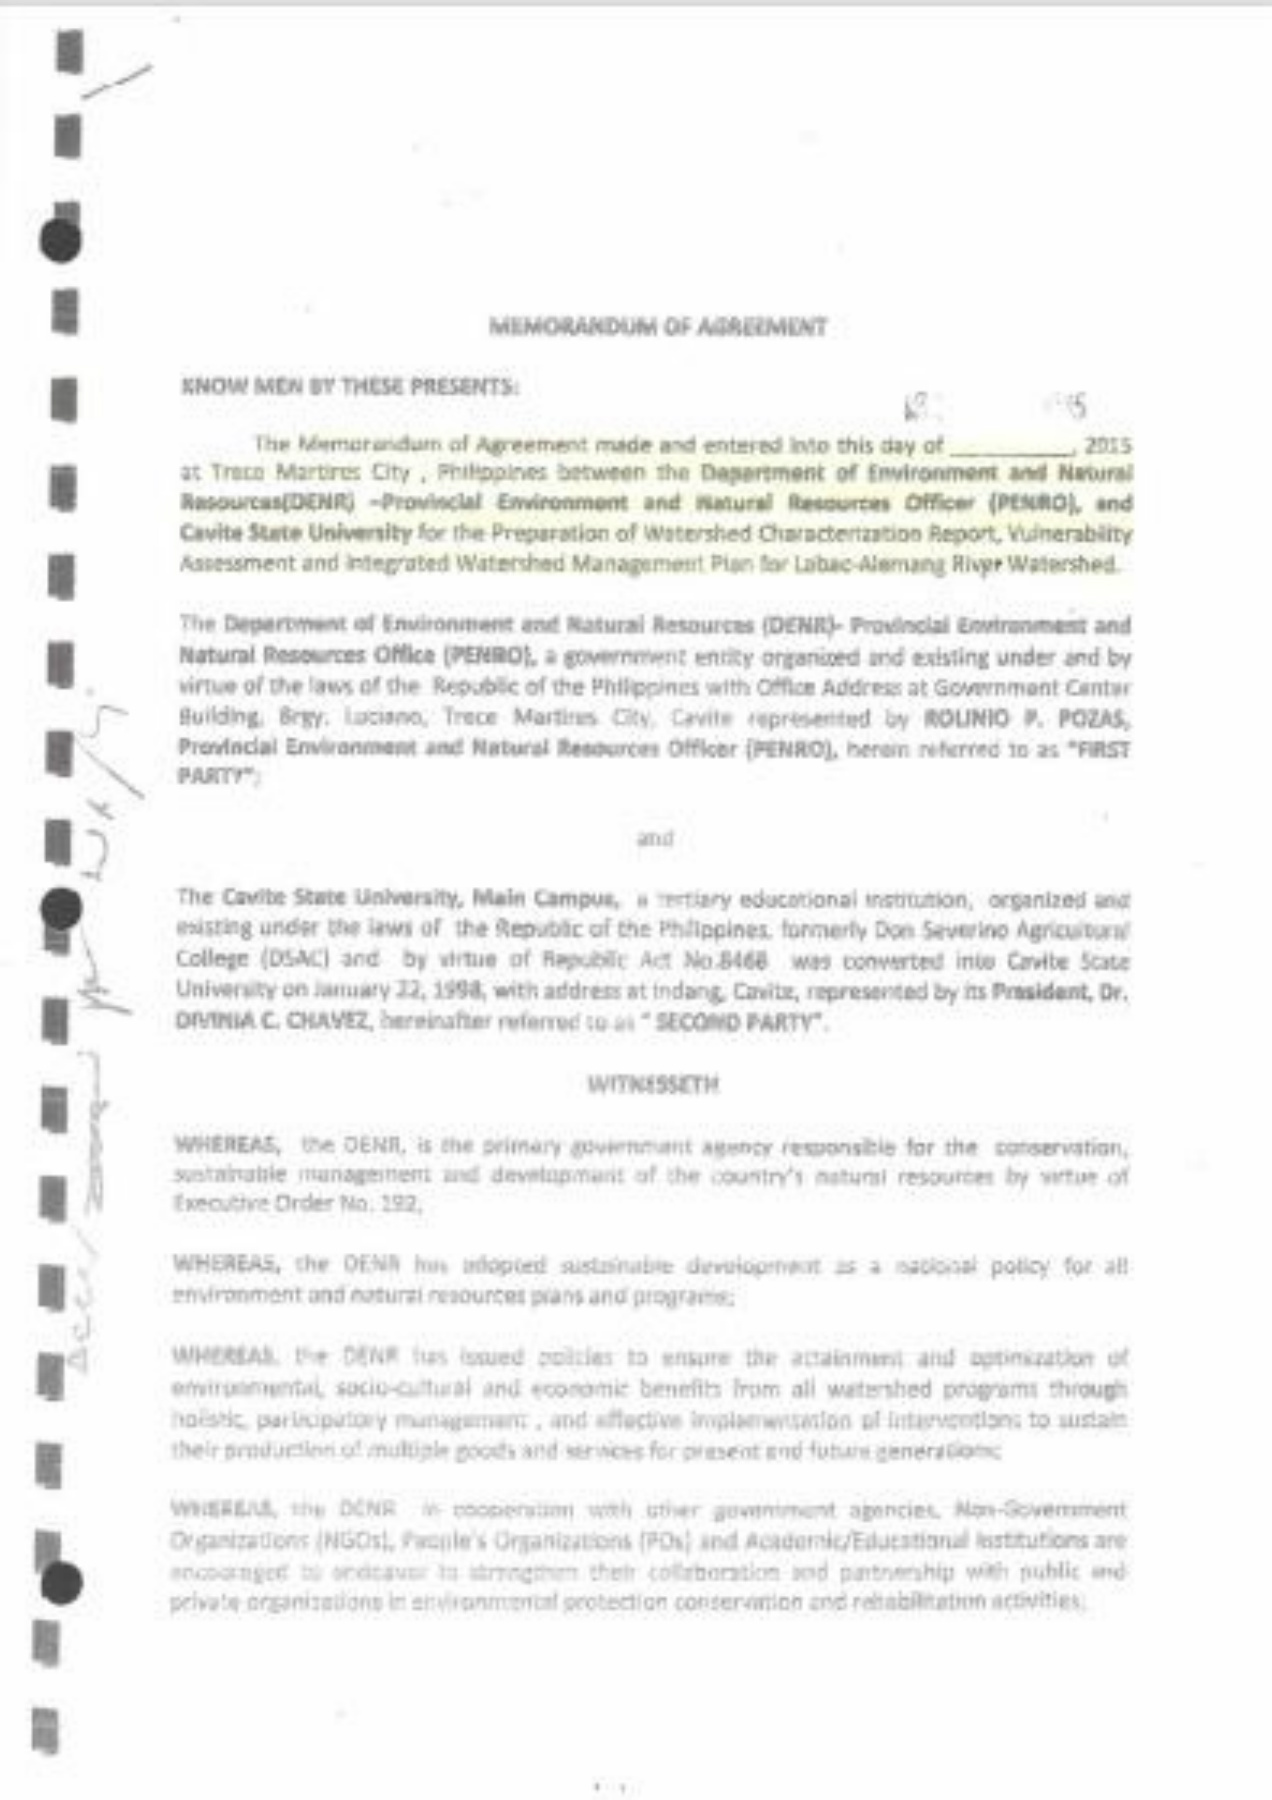 MEMORANDUM OF AGREEMENT
KNOW MEN BY THESE PRESENTS:
The Memorandum of Agreement made and entered into this day of __________, 2015
at Trece Martires City , Philippines between the Department of Environment and Natural
Resources(DENR) –Provincial Environment and Natural Resources Officer (PENRO), and
Cavite State University for the Preparation of Watershed Characterization Report, Vulnerability
Assessment and Integrated Watershed Management Plan for Labac-Alemang River Watershed.
The Department of Environment and Natural Resources (DENR)- Provincial Environment and
Natural Resources Office (PENRO), a government entity organized and existing under and by
virtue of the laws of the Republic of the Philippines with Office Address at Government Center
Building, Brgy. Luciano, Trece Martires City, Cavite represented by ROLINIO P. POZAS,
Provincial Environment and Natural Resources Officer (PENRO), herein referred to as "FIRST
PARTY";
and
The Cavite State University, Main Campus, a tertiary educational institution, organized and
existing under the laws of the Republic of the Philippines, formerly Don Severino Agricultural
College (DSAC) and by virtue of Republic Act No.8468 was converted into Cavite State
University on January 22, 1998, with address at Indang, Cavite, represented by its President, Dr.
DIVINIA C. CHAVEZ, hereinafter referred to as " SECOND PARTY".
WITNESSETH
WHEREAS, the DENR, is the primary government agency responsible for the conservation,
sustainable management and development of the country's natural resources by virtue of
Executive Order No. 192,
WHEREAS, the DENR has adopted sustainable development as a national policy for all
environment and natural resources plans and programs;
WHEREAS, the DENR has issued policies to ensure the attainment and optimization of
environmental, socio-cultural and economic benefits from all watershed programs through
holistic, participatory management , and effective implementation of interventions to sustain
their production of multiple goods and services for present and future generations;
WHEREAS, the DENR in cooperation with other government agencies, Non-Government
Organizations (NGOs), People's Organizations (POs) and Academic/Educational Institutions are
encouraged to endeavor to strengthen their collaboration and partnership with public and
private organizations in environmental protection conservation and rehabilitation activities;